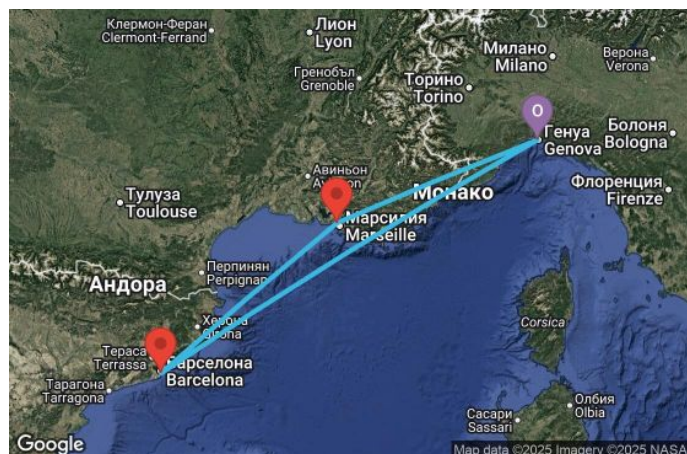 Клермон-Феран
Clermont-Ferrand
Лион
Lyon
Милано
Milano
Верона
Verona
Гренобъл
Grenoble
Торино
Torino
O
Генуа
Genova
Болоня
Bologna
Авиньон
Монако
Флоренция
Firenze
Тулуза
Toulouse
Марсилия
Marseille
Перпинян
Perpignan
Андора
Corsica
Тераса
Terrassa
Барселона
Barcelona
Тарагона
Tarragona
Сасари
Sassari
Олбия
Olbia
Google
Map data ©2025 Imagery ©2025 NASA